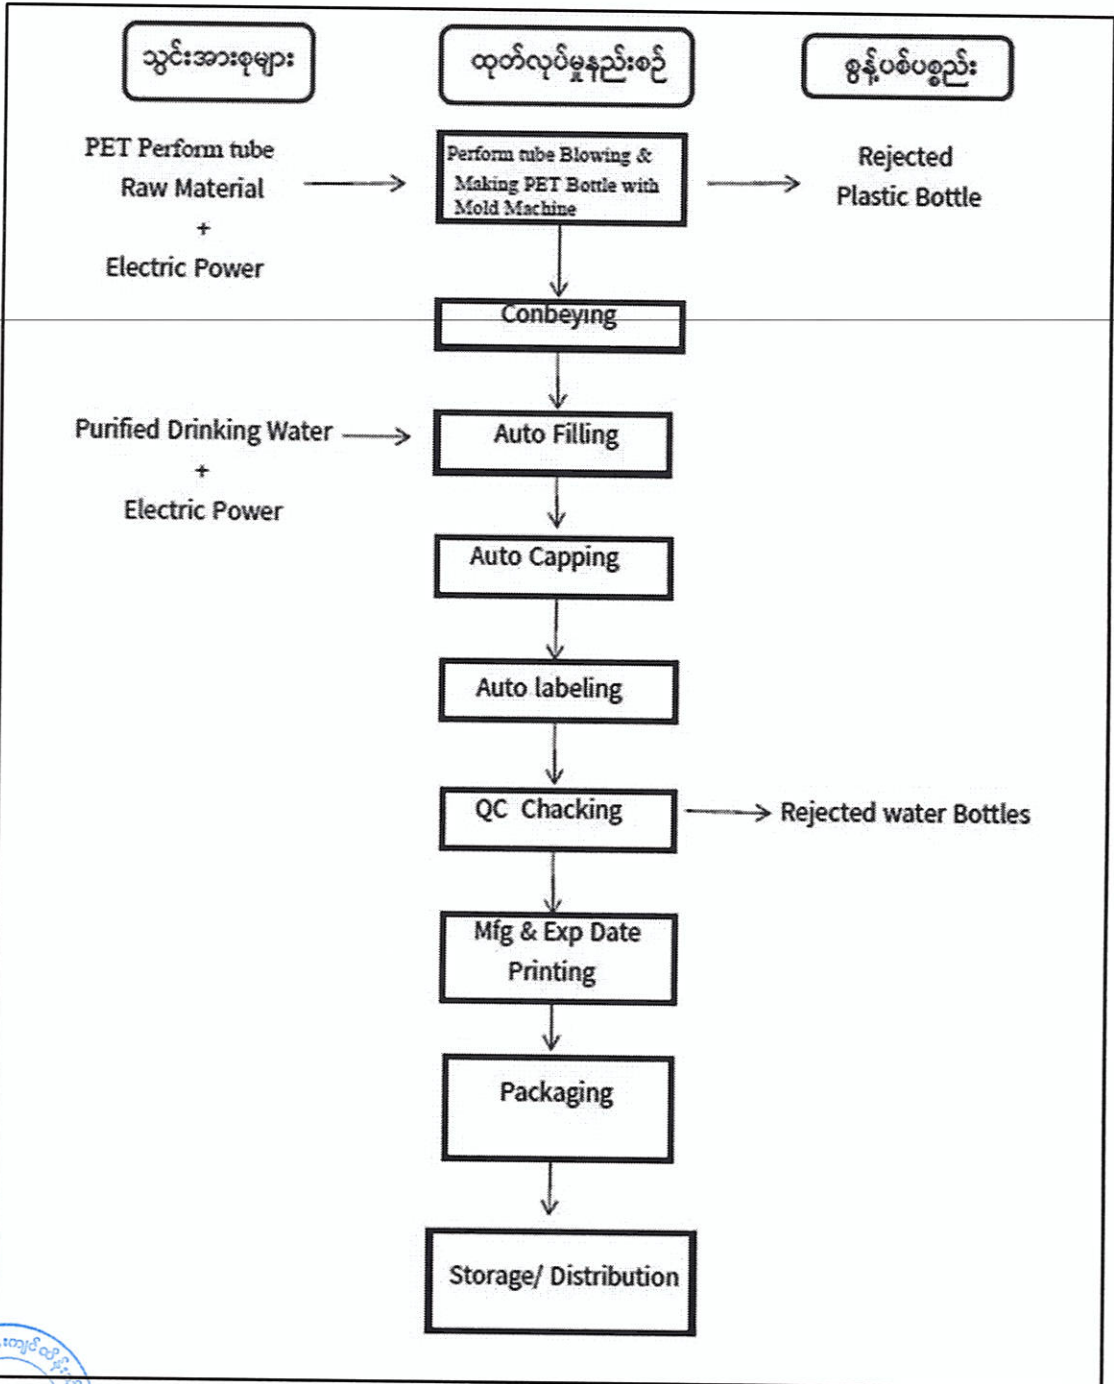 သွင်းအားစုများ
ထုတ်လုပ်မှုနည်းစဉ်
စွန့်ပစ်ပစ္စည်း
PET Perform tube
Raw Material
+
Electric Power
Perform tube Blowing &
Making PET Bottle with
Mold Machine
Rejected
Plastic Bottle
Conbeying
Purified Drinking Water
+
Electric Power
Auto Filling
Auto Capping
Auto labeling
QC Chacking
Rejected water Bottles
Mfg & Exp Date
Printing
Packaging
Storage/ Distribution